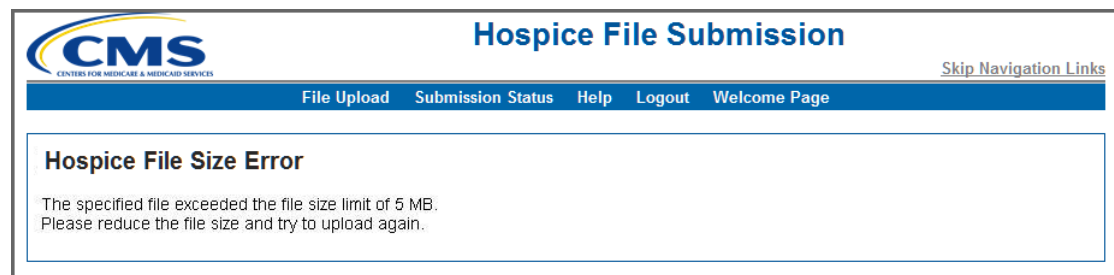 CMS
CENTERS FOR MEDICARE & MEDICAID SERVICES
Hospice File Submission
Skip Navigation Links
File Upload Submission Status Help Logout Welcome Page
Hospice File Size Error
The specified file exceeded the file size limit of 5 MB.
Please reduce the file size and try to upload again.